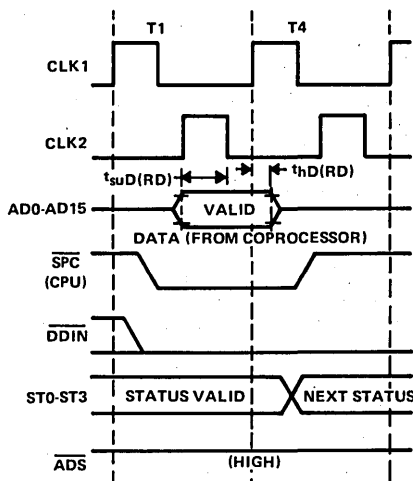 T1 T4
CLK1
CLK2
tsuD(RD) thD(RD)
AD0-AD15 VALID
DATA (FROM COPROCESSOR)
SPC
(CPU)
DDIN
ST0-ST3 STATUS VALID NEXT STATUS
ADS (HIGH)